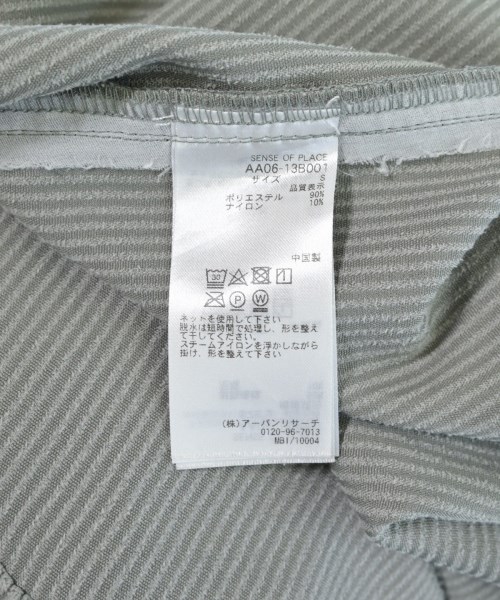 SENSE OF PLACE
AA06-13B001
サイズ S
品質表示
ポリエステル 90%
ナイロン 10%
中国製
30
P W
ネットを使用して下さい
脱水は短時間で処理し、形を整え
て干してください。
スチームアイロンを浮かしながら
掛け、形を整えて下さい
(株)アーバンリサーチ
0120-96-7013
MBI/10004